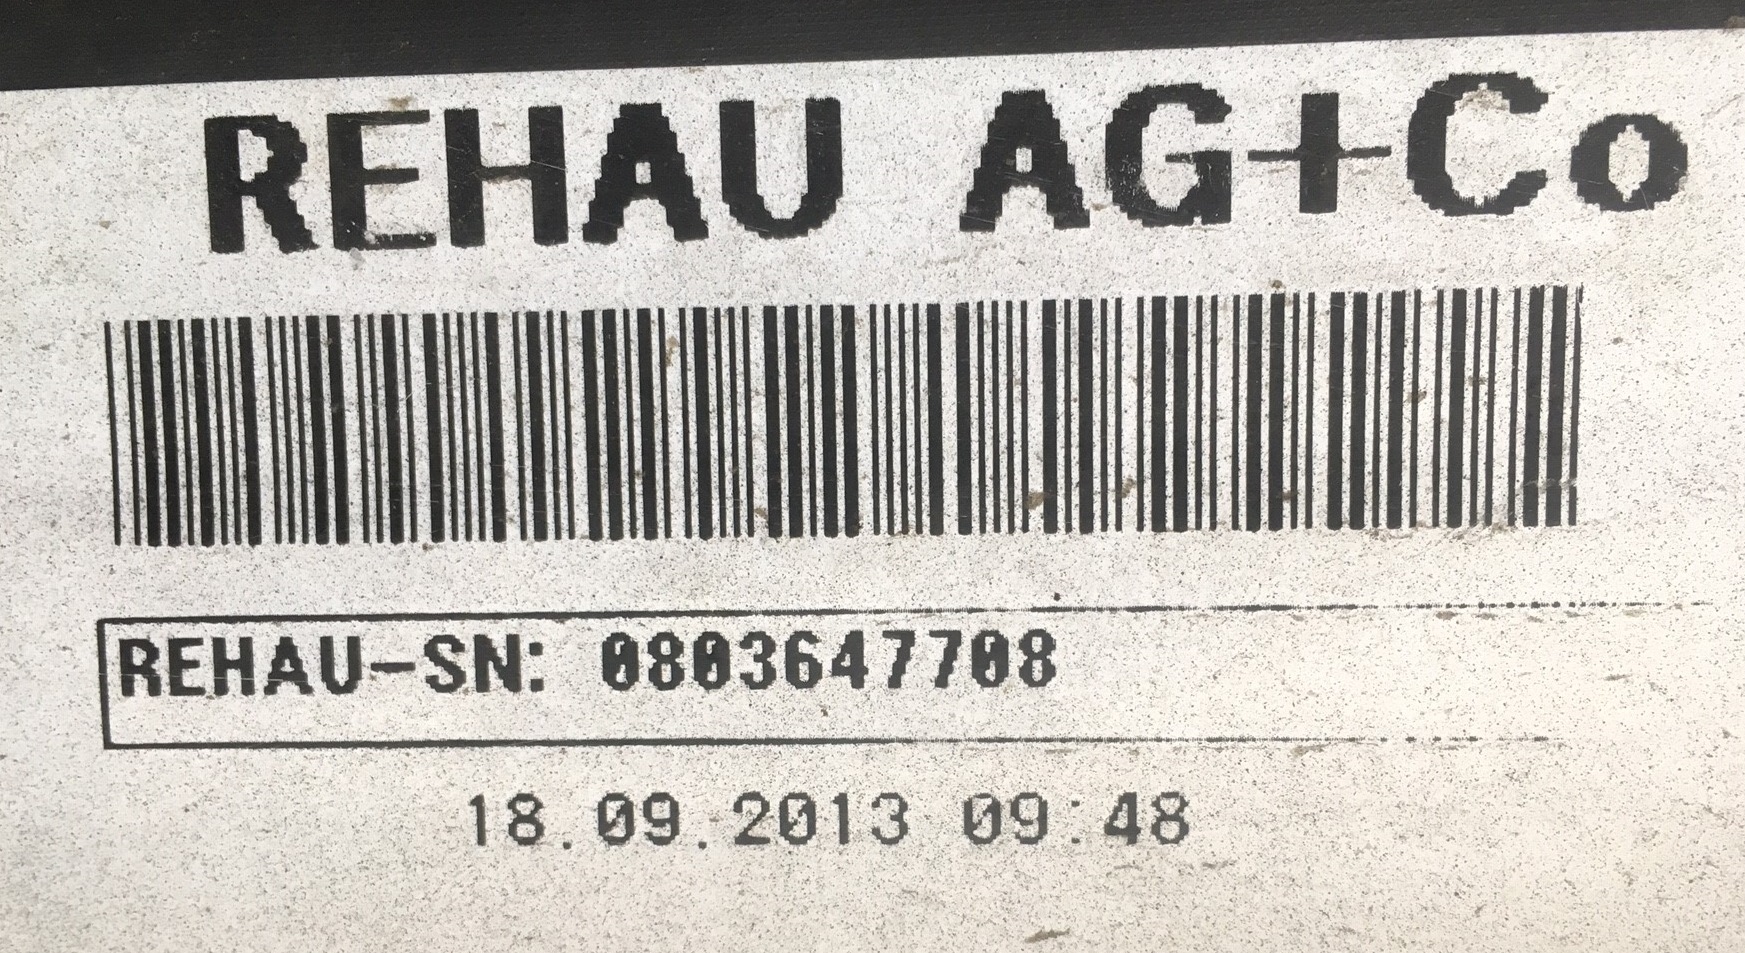 REHAU AG+Co
REHAU-SN: 0803647708
18.09.2013 09:48